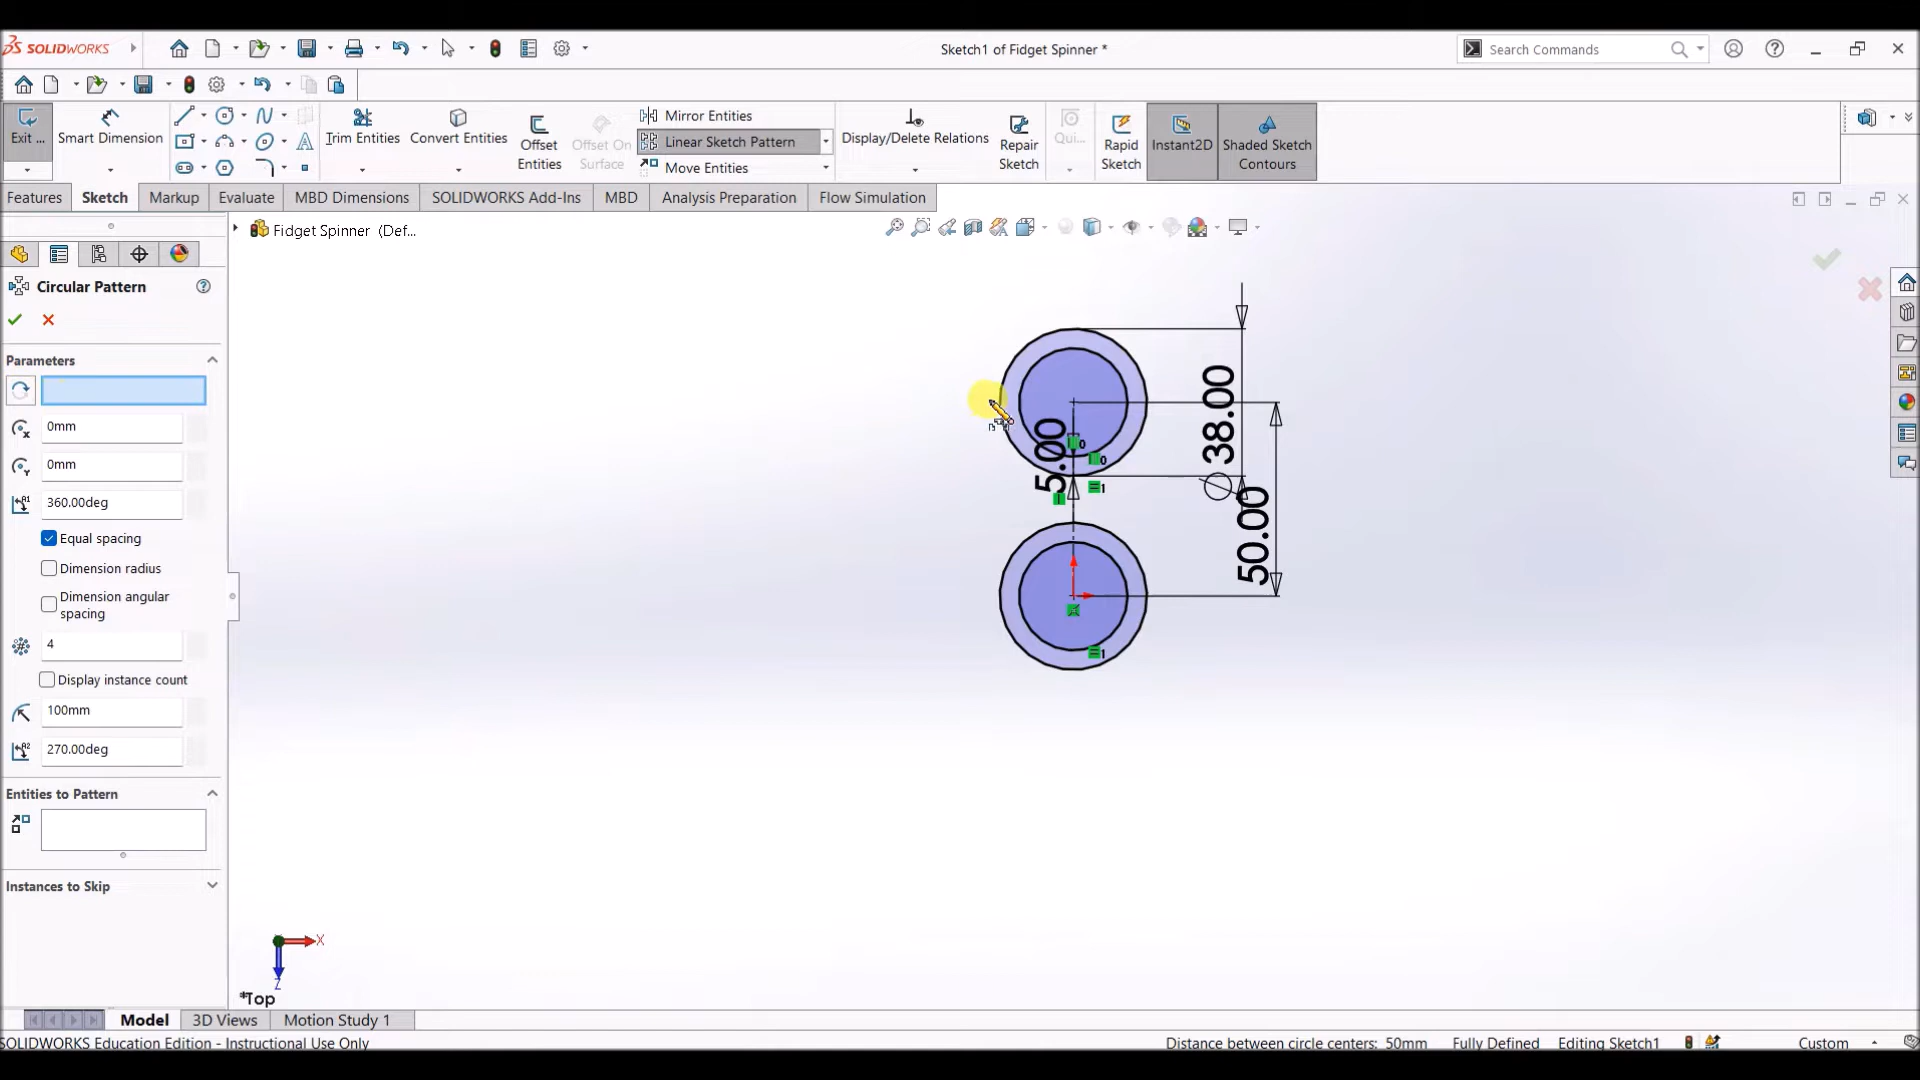 SOLIDWORKS
Sketch1 of Fidget Spinner *
Search Commands
Exit ...
Smart Dimension
Trim Entities
Convert Entities
Offset Entities
Offset On Surface
Mirror Entities
Linear Sketch Pattern
Move Entities
Display/Delete Relations
Repair Sketch
Qui...
Rapid Sketch
Instant2D
Shaded Sketch Contours
Features
Sketch
Markup
Evaluate
MBD Dimensions
SOLIDWORKS Add-Ins
MBD
Analysis Preparation
Flow Simulation
Fidget Spinner (Def...
Circular Pattern
Parameters
0mm
0mm
360.00deg
Equal spacing
Dimension radius
Dimension angular
spacing
4
Display instance count
100mm
270.00deg
Entities to Pattern
Instances to Skip
5.00
∅ 38.00
50.00
0
0
1
1
X
Z
*Top
Model
3D Views
Motion Study 1
SOLIDWORKS Education Edition - Instructional Use Only
Distance between circle centers: 50mm
Fully Defined
Editing Sketch1
Custom